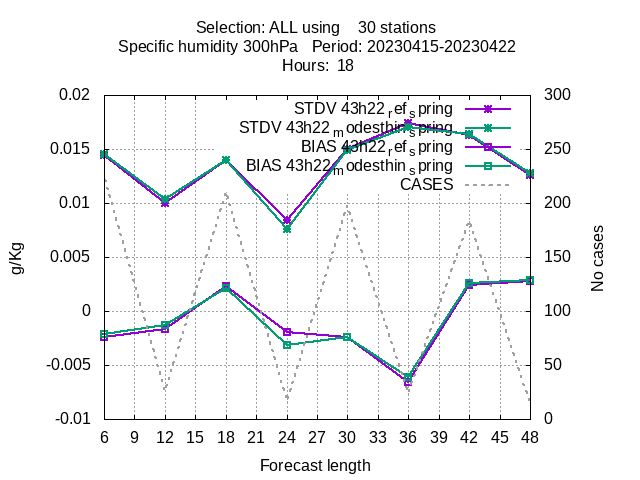 Selection: ALL using    30 stations
Specific humidity 300hPa   Period: 20230415-20230422
Hours:  18
STDV 43h22_ref_spring
STDV 43h22_modesthin_spring
BIAS 43h22_ref_spring
BIAS 43h22_modesthin_spring
CASES
0.02
0.015
0.01
0.005
0
-0.005
-0.01
g/Kg
300
250
200
150
100
50
0
No cases
6 9 12 15 18 21 24 27 30 33 36 39 42 45 48
Forecast length